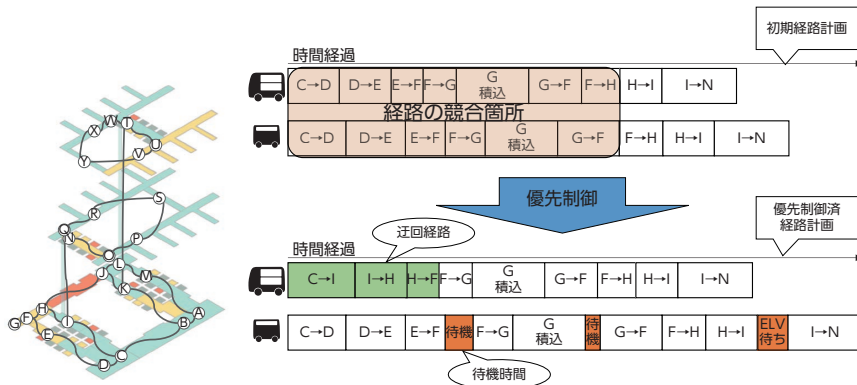 初期経路計画
時間経過
C→D D→E E→F F→G G 積込 G→F F→H H→I I→N
経路の競合箇所
C→D D→E E→F F→G G 積込 G→F F→H H→I I→N
優先制御
優先制御済
経路計画
迂回経路
時間経過
C→I I→H H→F F→G G 積込 G→F F→H H→I I→N
C→D D→E E→F 待機 F→G G 積込 待機 G→F F→H H→I ELV 待ち I→N
待機時間
X W T U
Y V
S
R
Q N P
O L
J M
K
H I A
G F B
E C
D